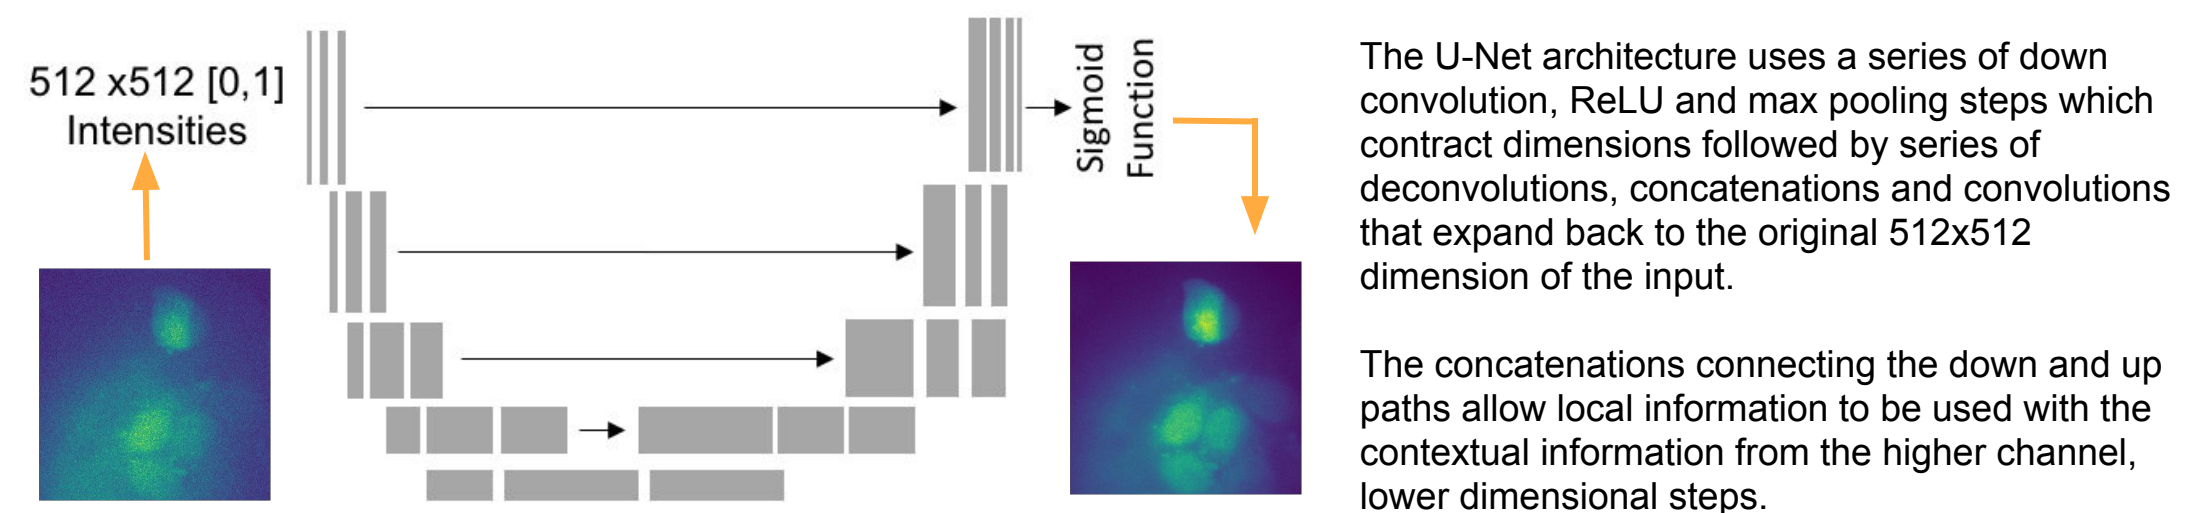 512 x512 [0,1]
Intensities
Sigmoid
Function
The U-Net architecture uses a series of down
convolution, ReLU and max pooling steps which
contract dimensions followed by series of
deconvolutions, concatenations and convolutions
that expand back to the original 512x512
dimension of the input.
The concatenations connecting the down and up
paths allow local information to be used with the
contextual information from the higher channel,
lower dimensional steps.